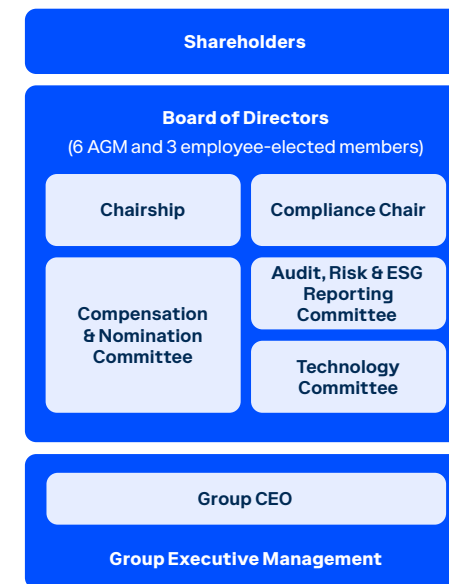 Shareholders
Board of Directors
(6 AGM and 3 employee-elected members)
Chairship
Compliance Chair
Compensation
& Nomination
Committee
Audit, Risk & ESG
Reporting
Committee
Technology
Committee
Group CEO
Group Executive Management